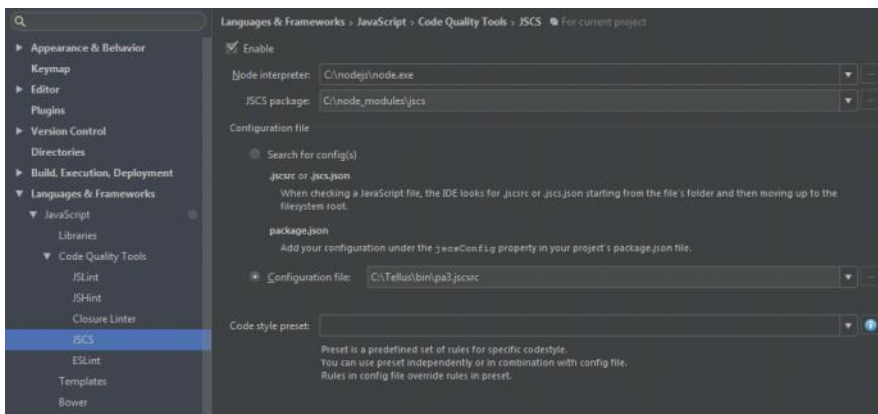 Appearance & Behavior
Keymap
Editor
Plugins
Version Control
Directories
Build, Execution, Deployment
Languages & Frameworks
JavaScript
Libraries
Code Quality Tools
JSLint
JSHint
Closure Linter
JSCS
ESLint
Templates
Bower
Languages & Frameworks › JavaScript › Code Quality Tools › JSCS For current project
Enable
Node interpreter: C:\nodejs\node.exe
JSCS package: C:\node_modules\jscs
Configuration file
Search for config(s)
.jscsrc or .jscs.json
When checking a JavaScript file, the IDE looks for .jscsrc or .jscs.json starting from the file's folder and then moving up to the
filesystem root.
package.json
Add your configuration under the jscsConfig property in your project's package.json file.
Configuration file: C:\Tellus\bin\pa3.jscsrc
Code style preset:
Preset is a predefined set of rules for specific codestyle.
You can use preset independently or in combination with config file.
Rules in config file override rules in preset.